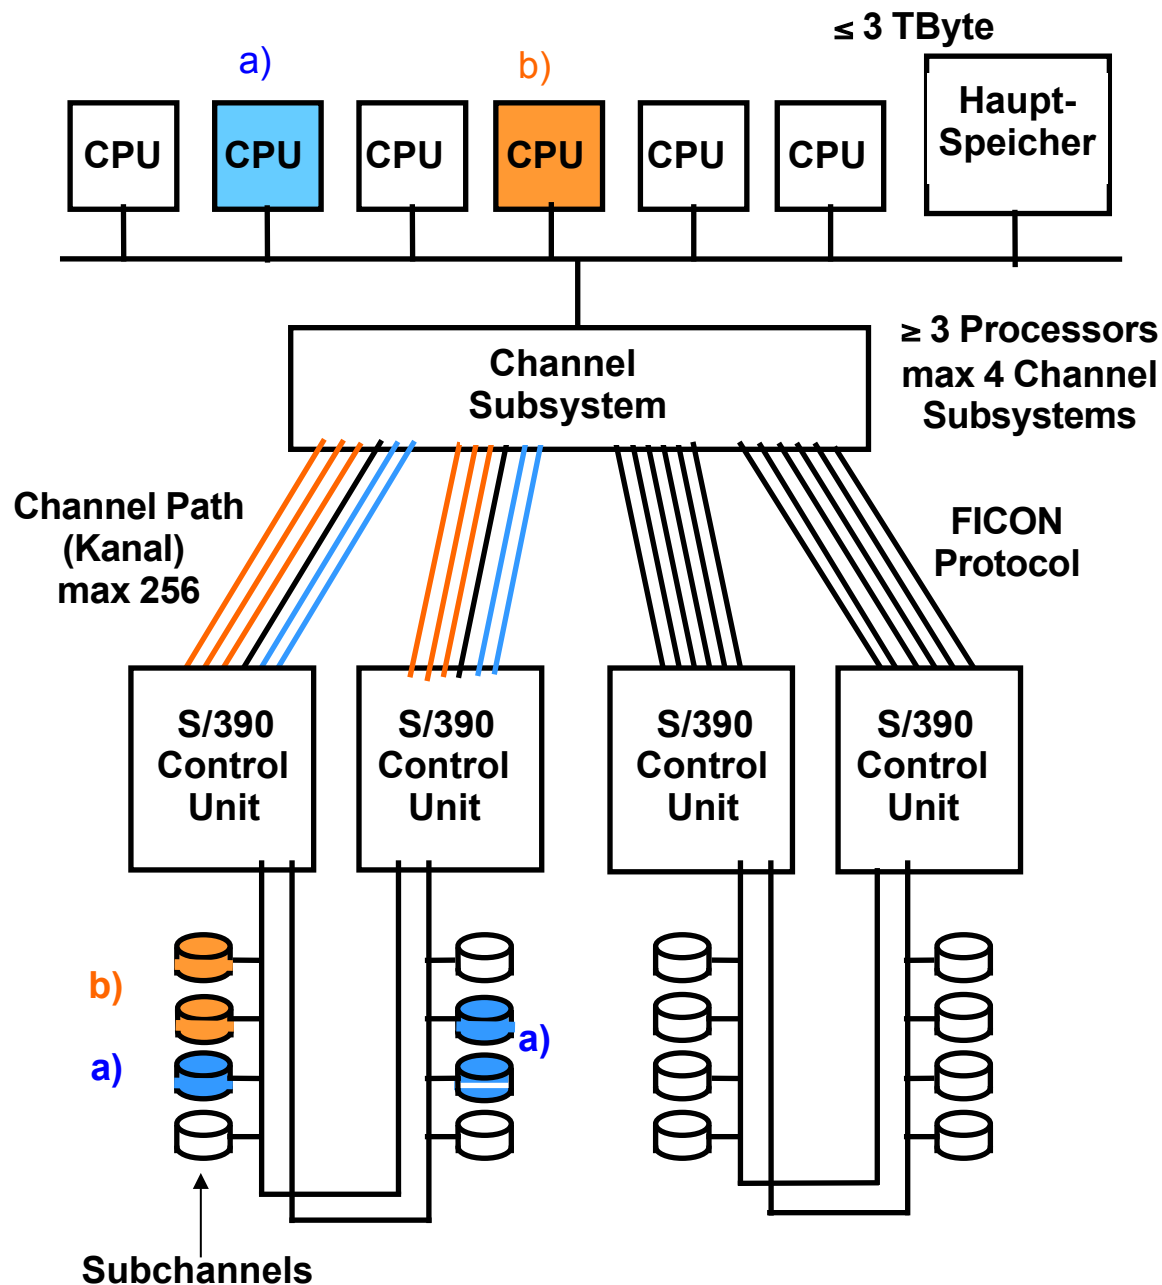 ≤ 3 TByte
a)
b)
CPU
CPU
CPU
CPU
CPU
CPU
Haupt-
Speicher
Channel
Subsystem
≥ 3 Processors
max 4 Channel
Subsystems
Channel Path
(Kanal)
max 256
FICON
Protocol
S/390
Control
Unit
S/390
Control
Unit
S/390
Control
Unit
S/390
Control
Unit
b)
a)
a)
Subchannels